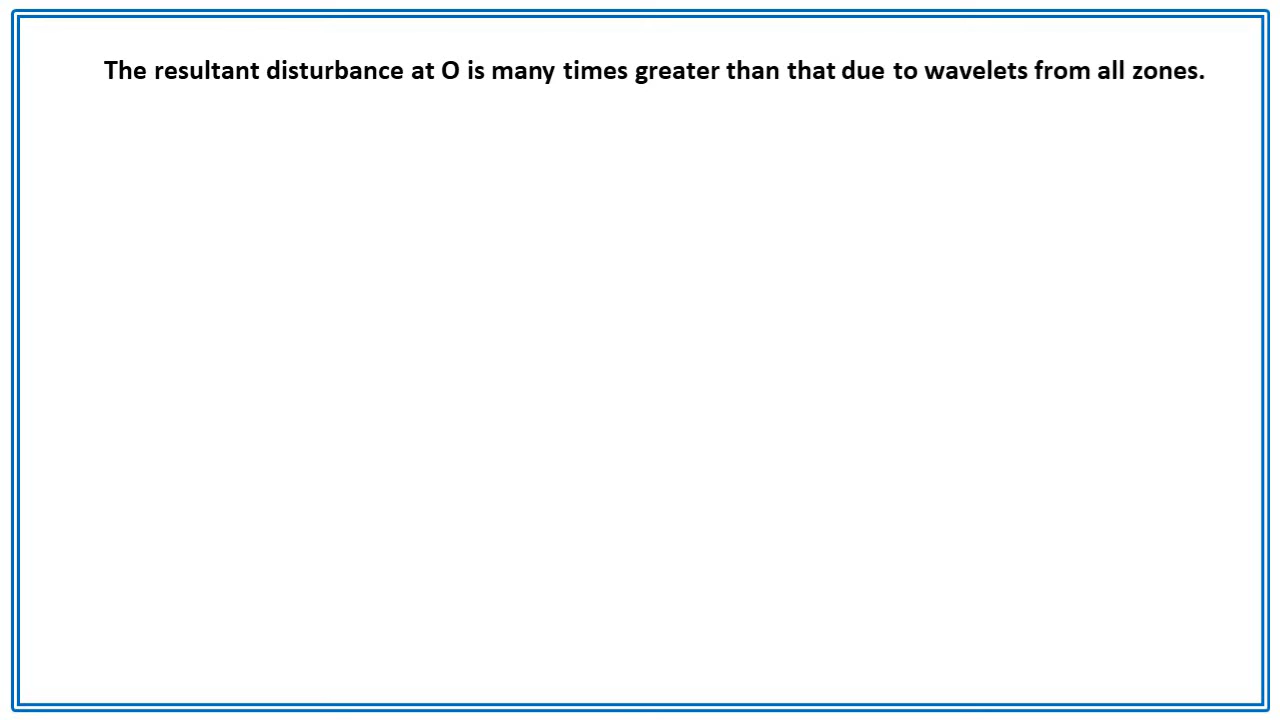 The resultant disturbance at O is many times greater than that due to wavelets from all zones.